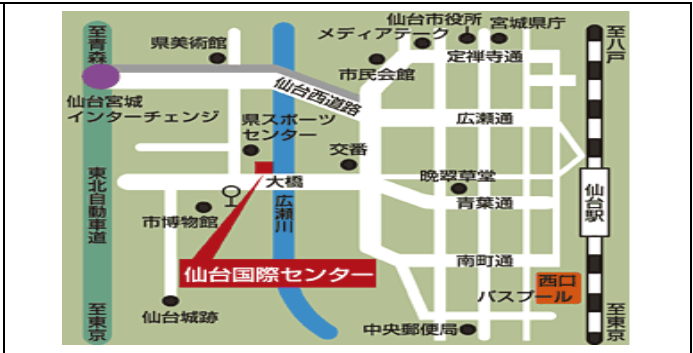 仙台市役所
宮城県庁
メディアテーク
県美術館
定禅寺通
至八戸
至青森
市民会館
仙台西道路
仙台宮城
インターチェンジ
県スポーツ
センター
広瀬通
交番
大橋
晩翠草堂
東北自動車道
仙台駅
市博物館
広瀬川
青葉通
仙台国際センター
南町通
西口
バスプール
仙台城跡
中央郵便局
至東京
至東京